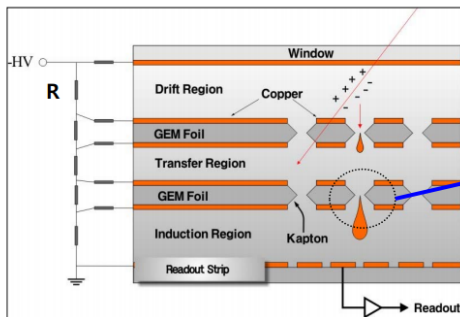 Window
-HV
R
Drift Region
Copper
GEM Foil
Transfer Region
GEM Foil
Kapton
Induction Region
Readout Strip
Readout